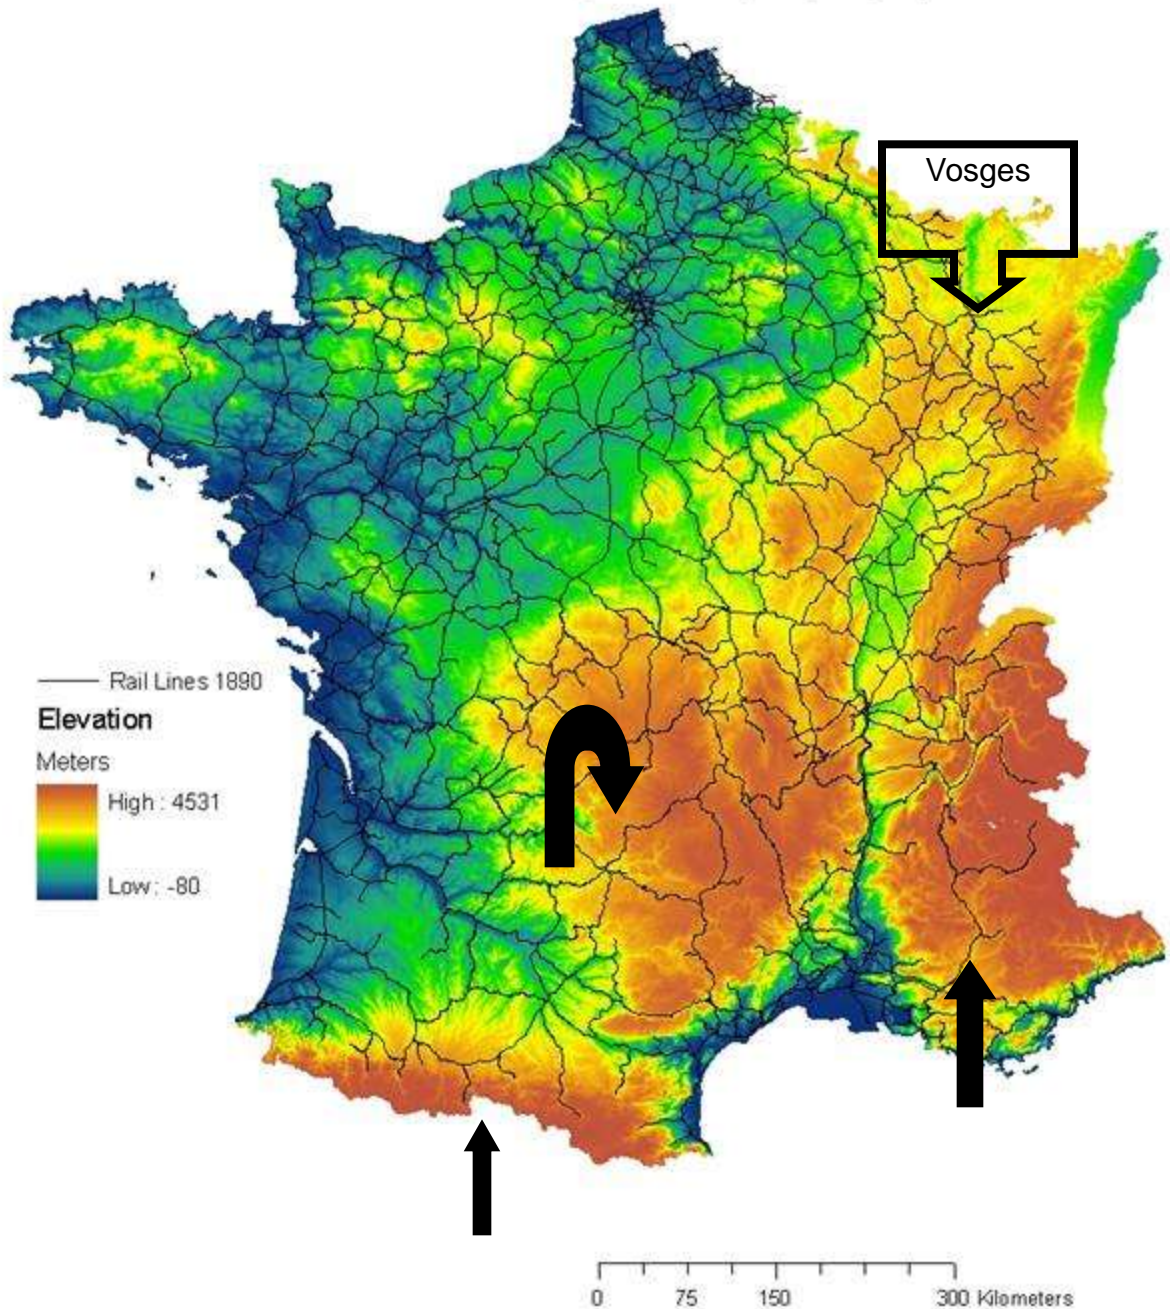 Vosges
Rail Lines 1890
Elevation
Meters
High : 4531
Low : -80
0 75 150 300 Kilometers